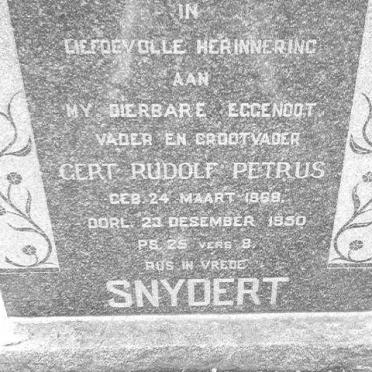 IN
LIEFDEVOLLE HERINNERING
AAN
MY DIERBARE EGGENOOT,
VADER EN GROOTVADER
GERT RUDOLF PETRUS
GEB. 24 MAART 1868.
OORL. 23 DESEMBER 1950
PS. 25 VERS 8.
RUS IN VREDE
SNYDERT